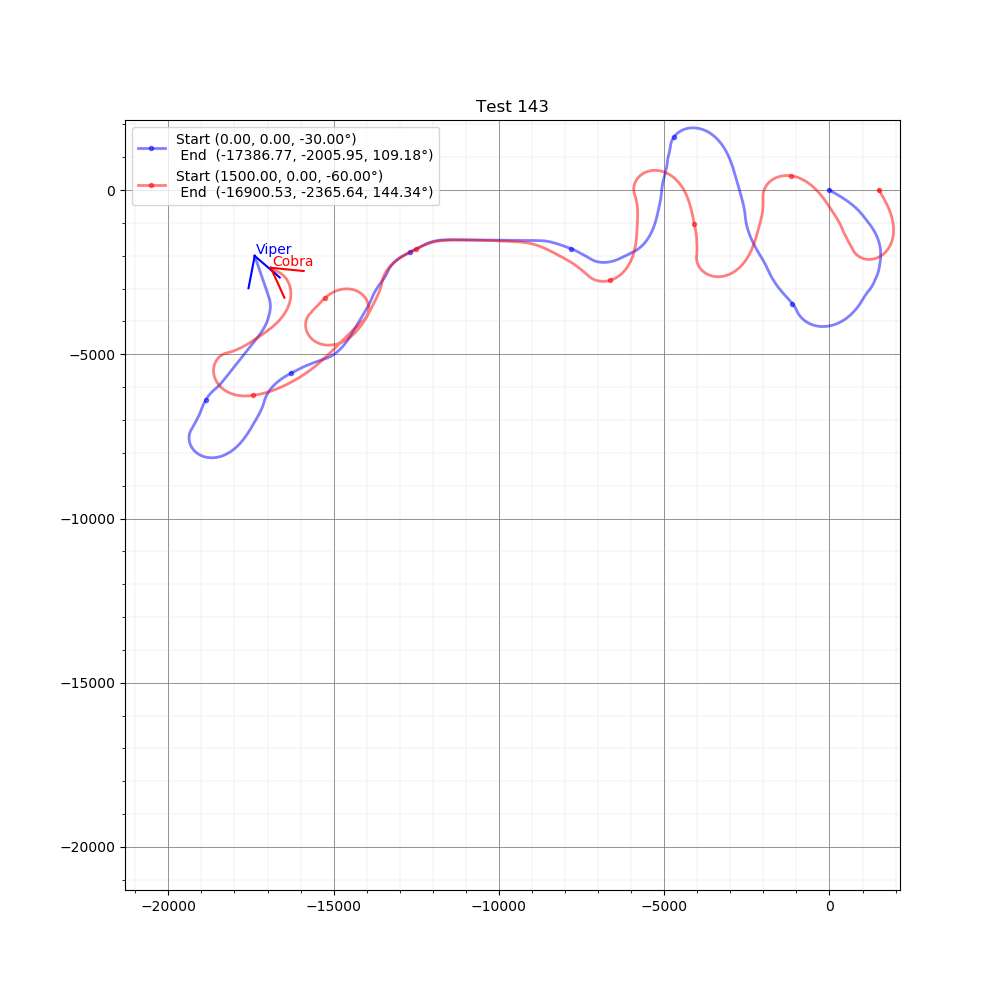 Test 143
Start (0.00, 0.00, -30.00°)
End  (-17386.77, -2005.95, 109.18°)
Start (1500.00, 0.00, -60.00°)
End  (-16900.53, -2365.64, 144.34°)
Viper
Cobra
0
−5000
−10000
−15000
−20000
−20000
−15000
−10000
−5000
0